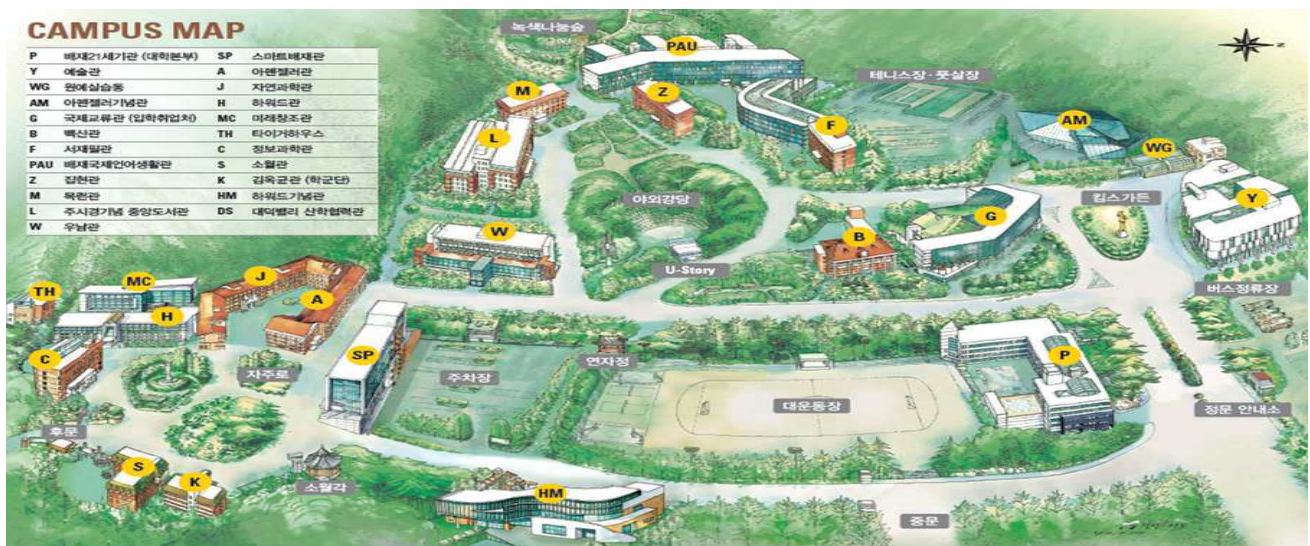 CAMPUS MAP
P 배재21세기관 (대학본부) SP 스마트배재관
Y 예술관 A 아펜젤러관
WG 원예실습동 J 자연과학관
AM 아펜젤러기념관 H 하워드관
G 국제교류관 (입학취업처) MC 미래창조관
B 백산관 TH 타이거하우스
F 서재필관 C 정보과학관
PAU 배재국제언어생활관 S 소월관
Z 집현관 K 김옥균관 (학군단)
M 목련관 HM 하워드기념관
L 주시경기념 중앙도서관 DS 대덕밸리 산학협력관
W 우남관
녹색나눔숲
PAU
N
테니스장·풋살장
M
Z
L
F
AM
WG
야외강당
킴스가든
Y
G
W
B
U-Story
버스정류장
TH
MC
J
A
H
C
SP
자주로
주차장
연자정
P
대운동장
정문 안내소
후문
S
K
소월각
HM
중문